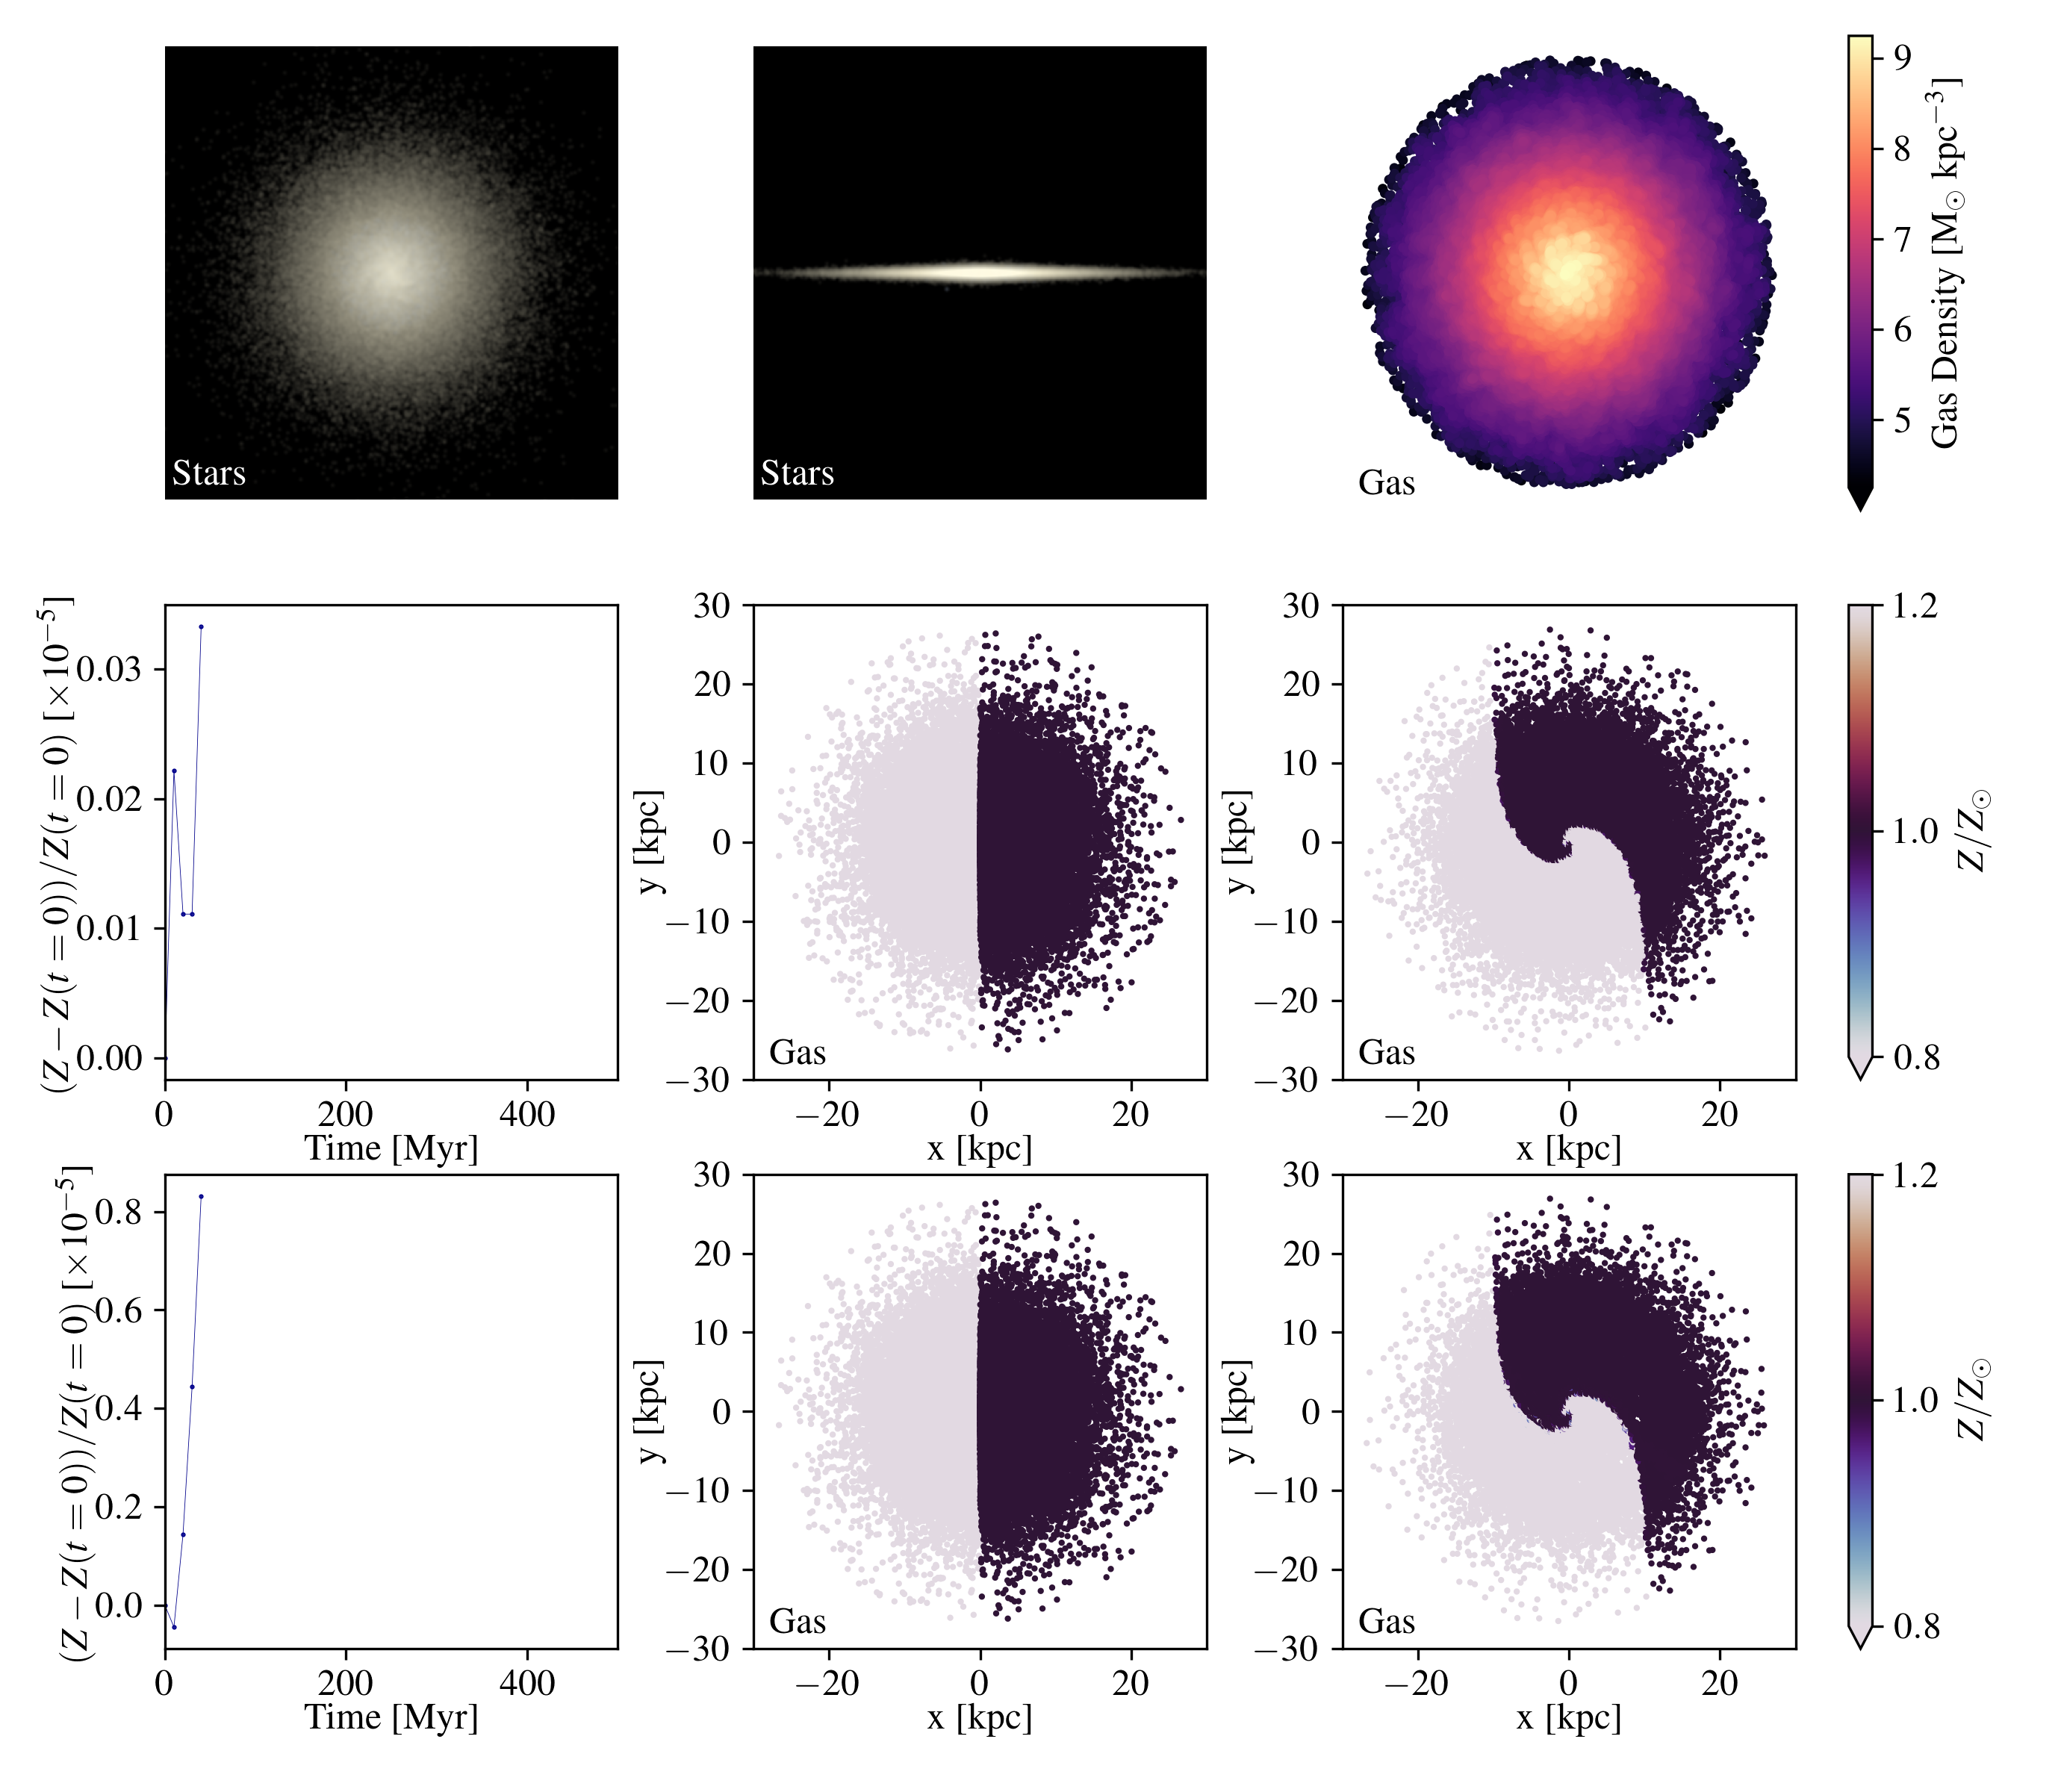 Stars
Stars
Gas
9
8
7
6
5
Gas Density [M⊙ kpc⁻³]
(Z − Z(t = 0))/Z(t = 0) [×10⁻⁵]
0.03
0.02
0.01
0.00
0 200 400
Time [Myr]
y [kpc]
30
20
10
0
−10
−20
−30
Gas
−20 0 20
x [kpc]
y [kpc]
30
20
10
0
−10
−20
−30
Gas
−20 0 20
x [kpc]
1.2
1.0
0.8
Z/Z⊙
(Z − Z(t = 0))/Z(t = 0) [×10⁻⁵]
0.8
0.6
0.4
0.2
0.0
0 200 400
Time [Myr]
y [kpc]
30
20
10
0
−10
−20
−30
Gas
−20 0 20
x [kpc]
y [kpc]
30
20
10
0
−10
−20
−30
Gas
−20 0 20
x [kpc]
1.2
1.0
0.8
Z/Z⊙